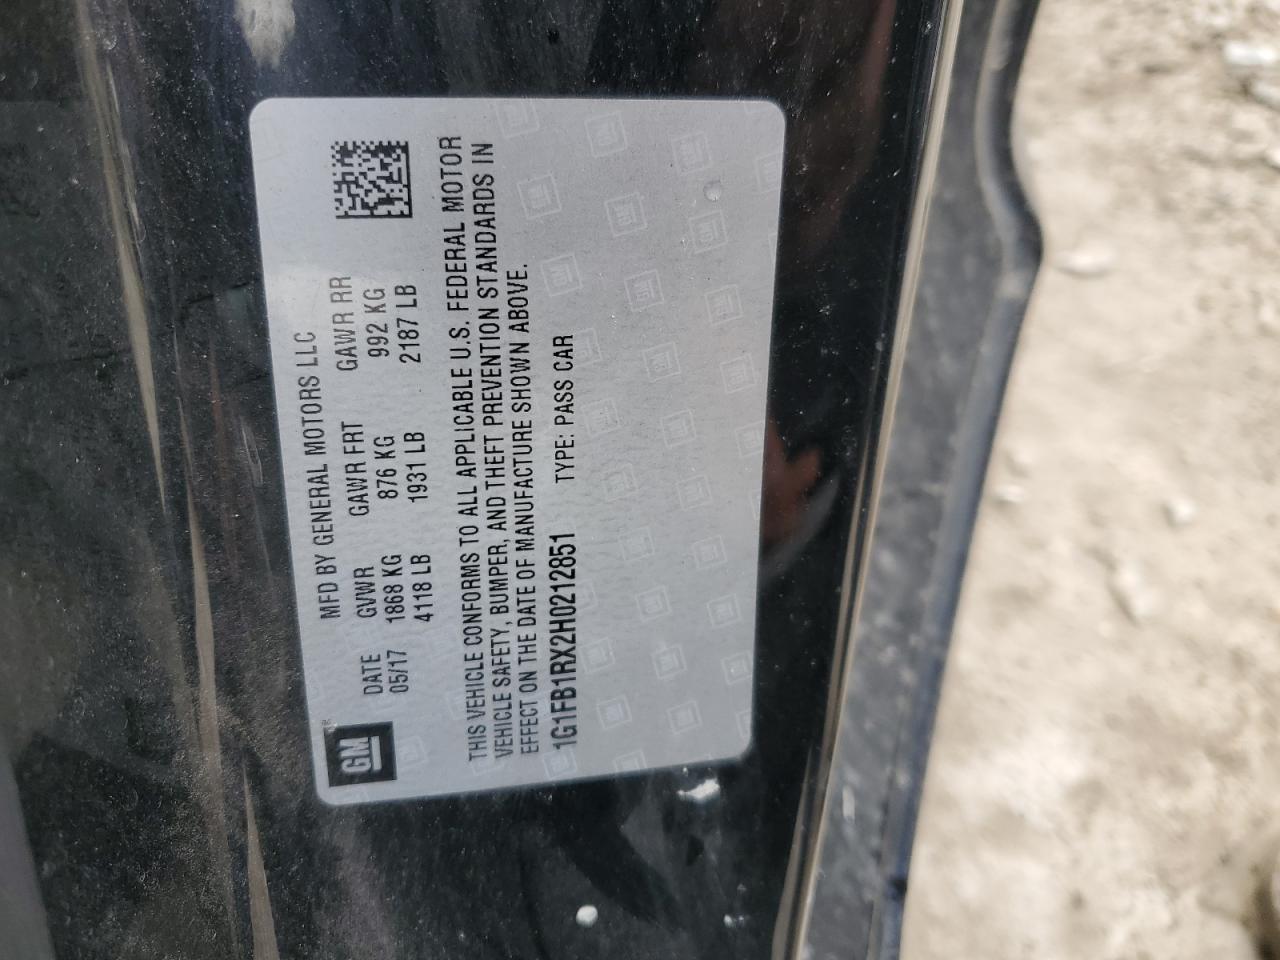 GM
MFD BY GENERAL MOTORS LLC
DATE GVWR GAWR FRT GAWR RR
05/17 1868 KG 876 KG 992 KG
4118 LB 1931 LB 2187 LB
THIS VEHICLE CONFORMS TO ALL APPLICABLE U.S. FEDERAL MOTOR
VEHICLE SAFETY, BUMPER, AND THEFT PREVENTION STANDARDS IN
EFFECT ON THE DATE OF MANUFACTURE SHOWN ABOVE.
1G1FB1RX2H0212851 TYPE: PASS CAR